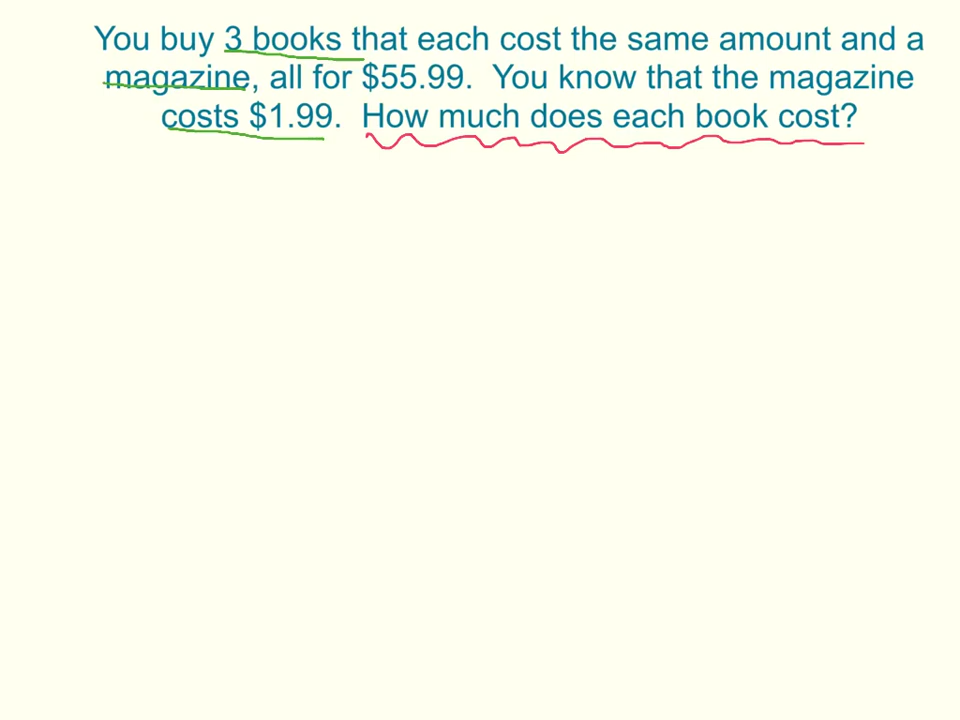 You buy 3 books that each cost the same amount and a
magazine, all for $55.99.  You know that the magazine
costs $1.99.  How much does each book cost?